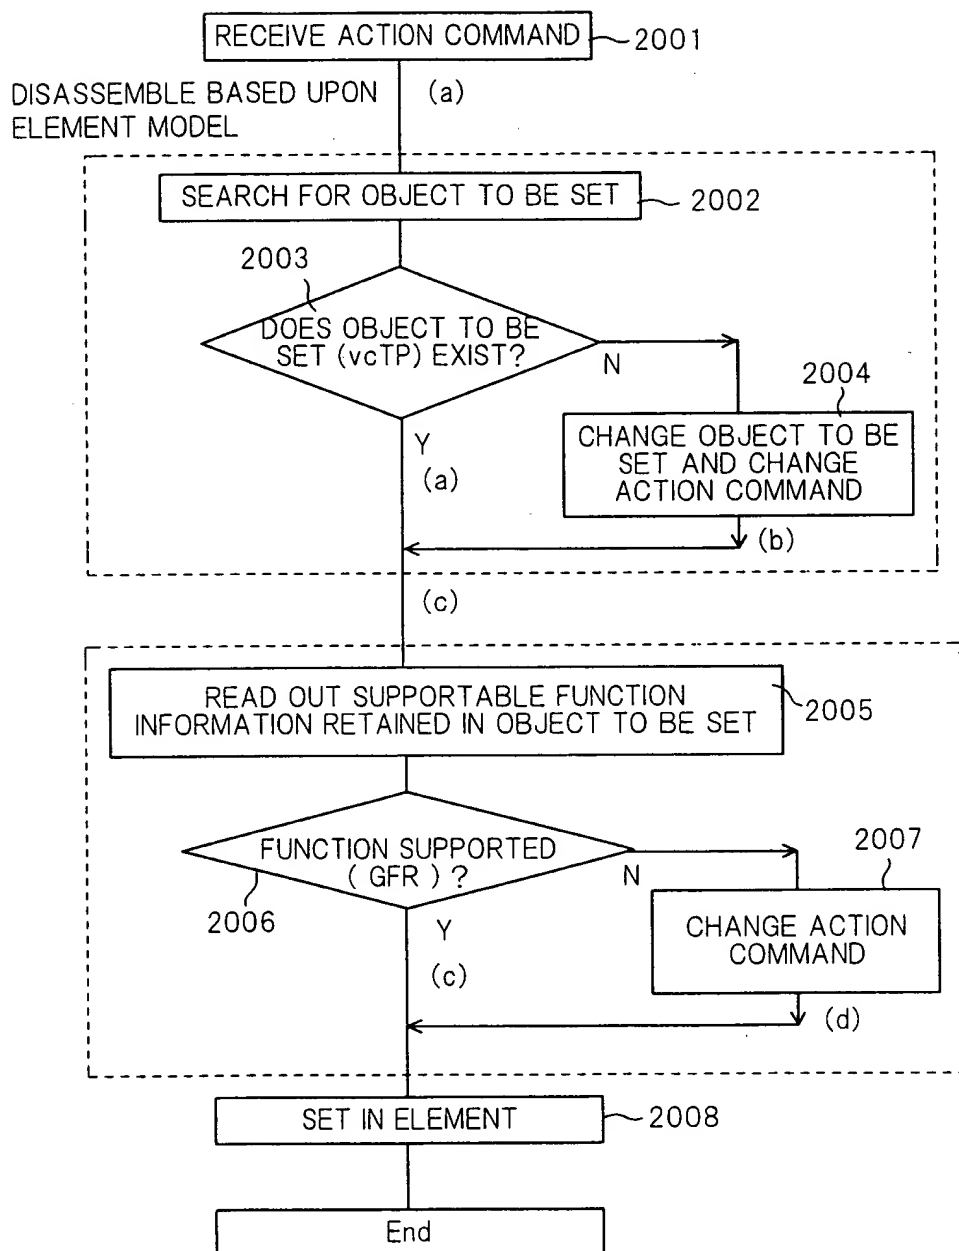 RECEIVE ACTION COMMAND
2001
DISASSEMBLE BASED UPON
ELEMENT MODEL
(a)
SEARCH FOR OBJECT TO BE SET
2002
2003
DOES OBJECT TO BE
SET (vcTP) EXIST?
N
2004
CHANGE OBJECT TO BE
SET AND CHANGE
ACTION COMMAND
Y
(a)
(b)
(c)
READ OUT SUPPORTABLE FUNCTION
INFORMATION RETAINED IN OBJECT TO BE SET
2005
FUNCTION SUPPORTED
( GFR ) ?
2006
N
2007
CHANGE ACTION
COMMAND
Y
(c)
(d)
SET IN ELEMENT
2008
End